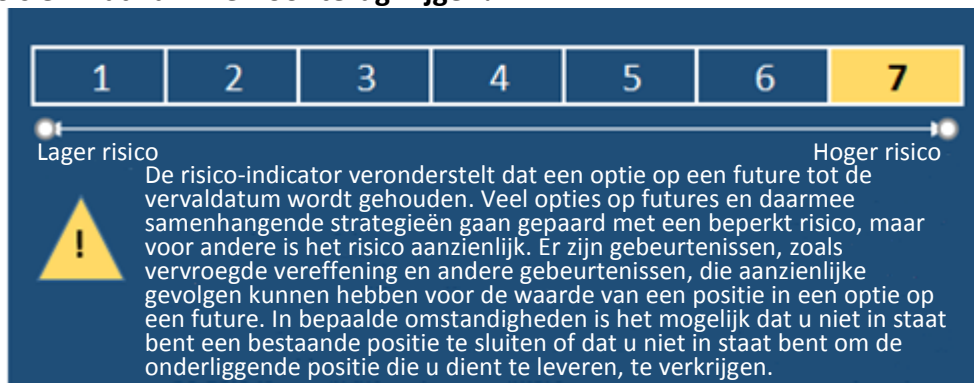 1 2 3 4 5 6 7
Lager risico Hoger risico
De risico-indicator veronderstelt dat een optie op een future tot de
vervaldatum wordt gehouden. Veel opties op futures en daarmee
samenhangende strategieën gaan gepaard met een beperkt risico, maar
voor andere is het risico aanzienlijk. Er zijn gebeurtenissen, zoals
vervroegde vereffening en andere gebeurtenissen, die aanzienlijke
gevolgen kunnen hebben voor de waarde van een positie in een optie op
een future. In bepaalde omstandigheden is het mogelijk dat u niet in staat
bent een bestaande positie te sluiten of dat u niet in staat bent om de
onderliggende positie die u dient te leveren, te verkrijgen.